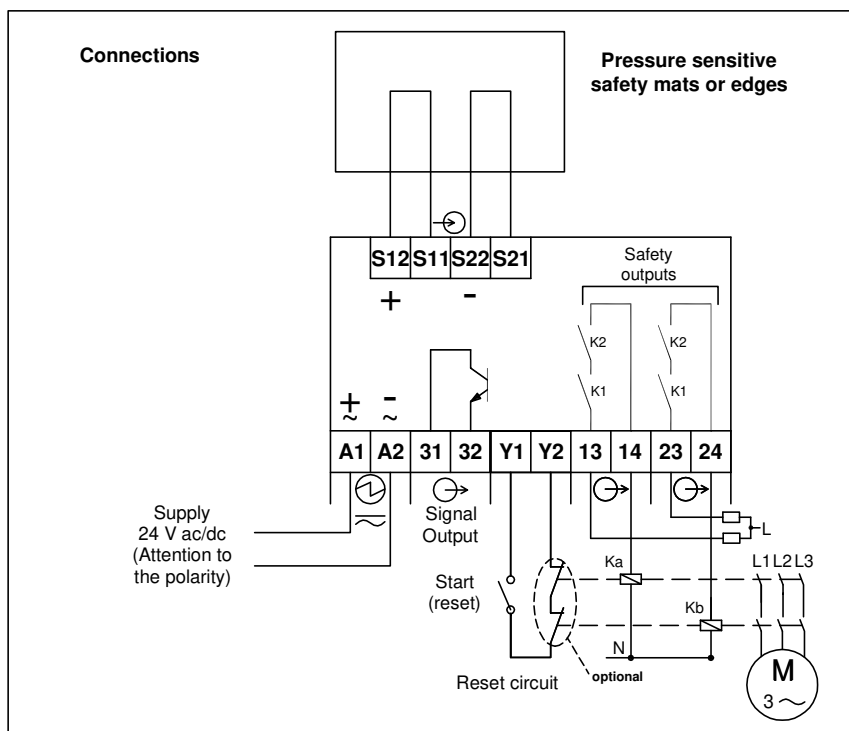 Connections
Pressure sensitive
safety mats or edges
S12 S11 S22 S21
+ -
Safety
outputs
K2 K2
K1 K1
+ -
~ ~
A1 A2 31 32 Y1 Y2 13 14 23 24
Supply
24 V ac/dc
(Attention to
the polarity)
Signal
Output
L
Start
(reset)
Ka
L1 L2 L3
Kb
N
optional
Reset circuit
M
3 ~